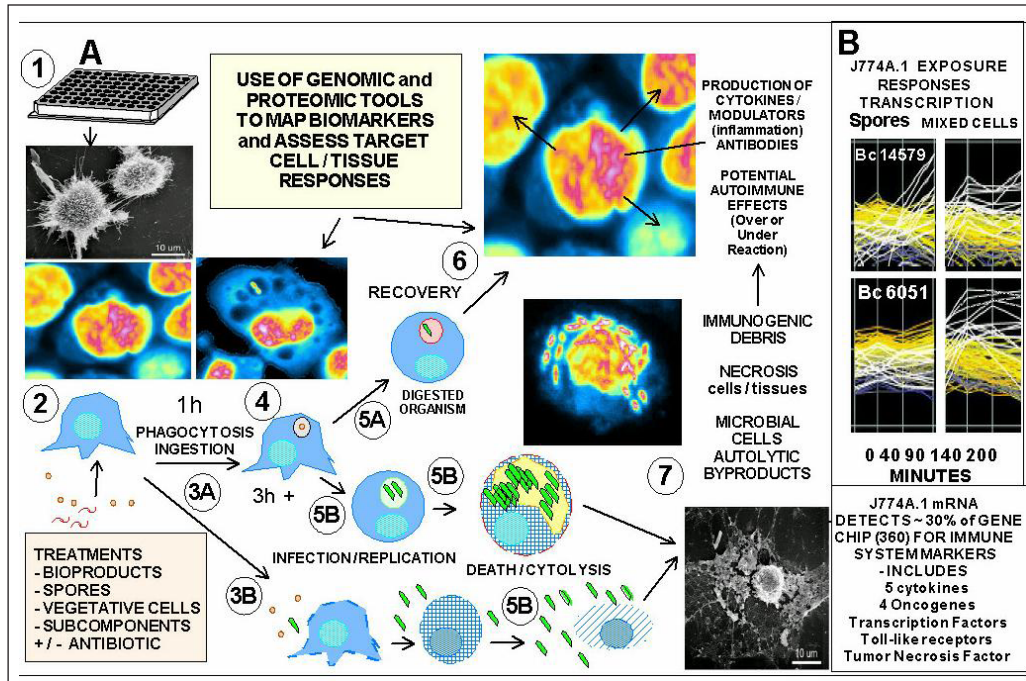 A
1
USE OF GENOMIC and
PROTEOMIC TOOLS
TO MAP BIOMARKERS
and ASSESS TARGET
CELL / TISSUE
RESPONSES
10 um
PRODUCTION OF
CYTOKINES /
MODULATORS
(inflammation)
ANTIBODIES
POTENTIAL
AUTOIMMUNE
EFFECTS
(Over or
Under
Reaction)
6
RECOVERY
DIGESTED
ORGANISM
IMMUNOGENIC
DEBRIS
NECROSIS
cells / tissues
MICROBIAL
CELLS
AUTOLYTIC
BYPRODUCTS
2
1h
PHAGOCYTOSIS
INGESTION
3A
4
3h +
5A
5B
5B
7
INFECTION/REPLICATION
DEATH / CYTOLYSIS
3B
5B
TREATMENTS
- BIOPRODUCTS
- SPORES
- VEGETATIVE CELLS
- SUBCOMPONENTS
+ / - ANTIBIOTIC
10 um
B
J774A.1 EXPOSURE
RESPONSES
TRANSCRIPTION
Spores MIXED CELLS
Bc 14579
Bc 6051
0 40 90 140 200
MINUTES
J774A.1 mRNA
DETECTS ~ 30% of GENE
CHIP (360) FOR IMMUNE
SYSTEM MARKERS
- INCLUDES
5 cytokines
4 Oncogenes
Transcription Factors
Toll-like receptors
Tumor Necrosis Factor